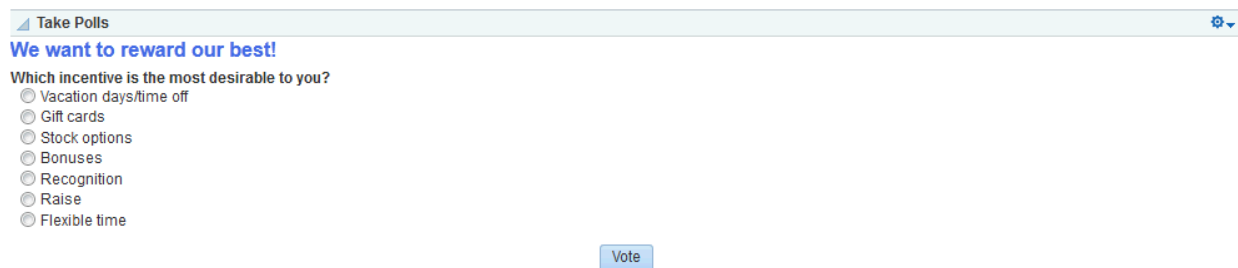 Take Polls
We want to reward our best!
Which incentive is the most desirable to you?
Vacation days/time off
Gift cards
Stock options
Bonuses
Recognition
Raise
Flexible time
Vote